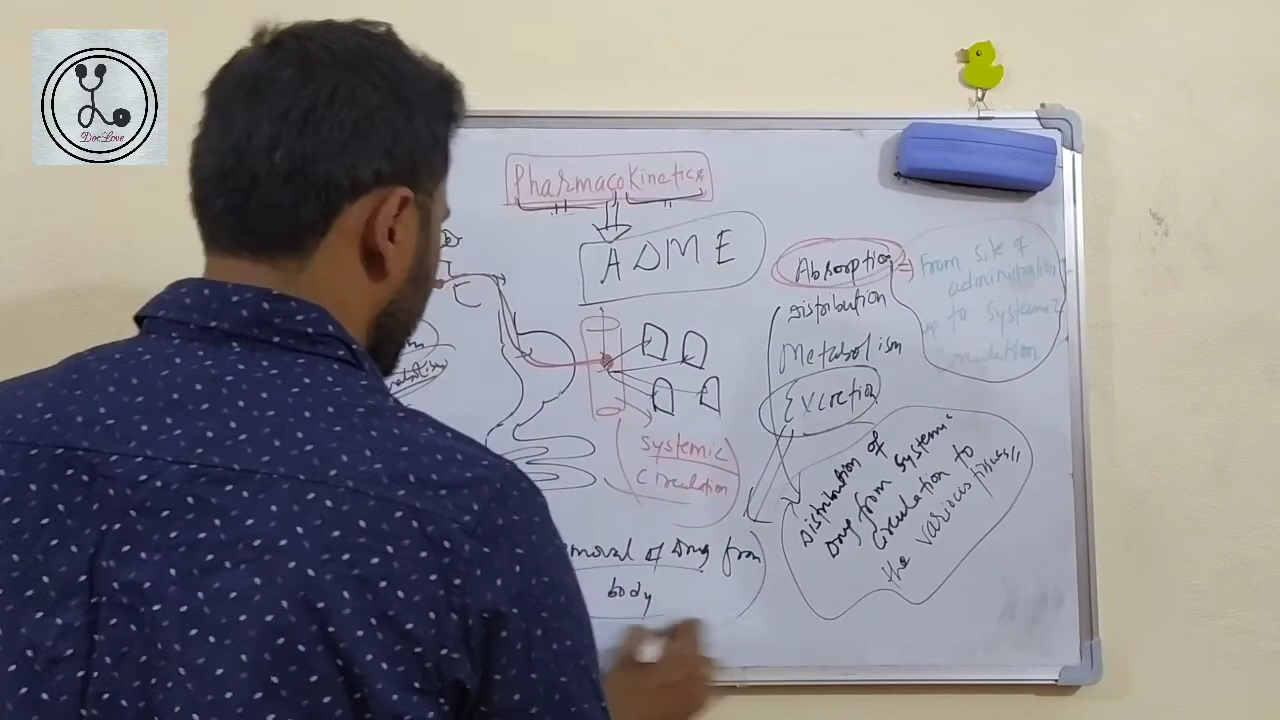 DocLove
Pharmacokinetics
ADME
Absorption
From site of
administration
up to systemic
circulation
Distribution
Metabolism
Excretion
Systemic
Circulation
Distribution of
Drug from systemic
Circulation to
the various tissues
moval of Drug from
body